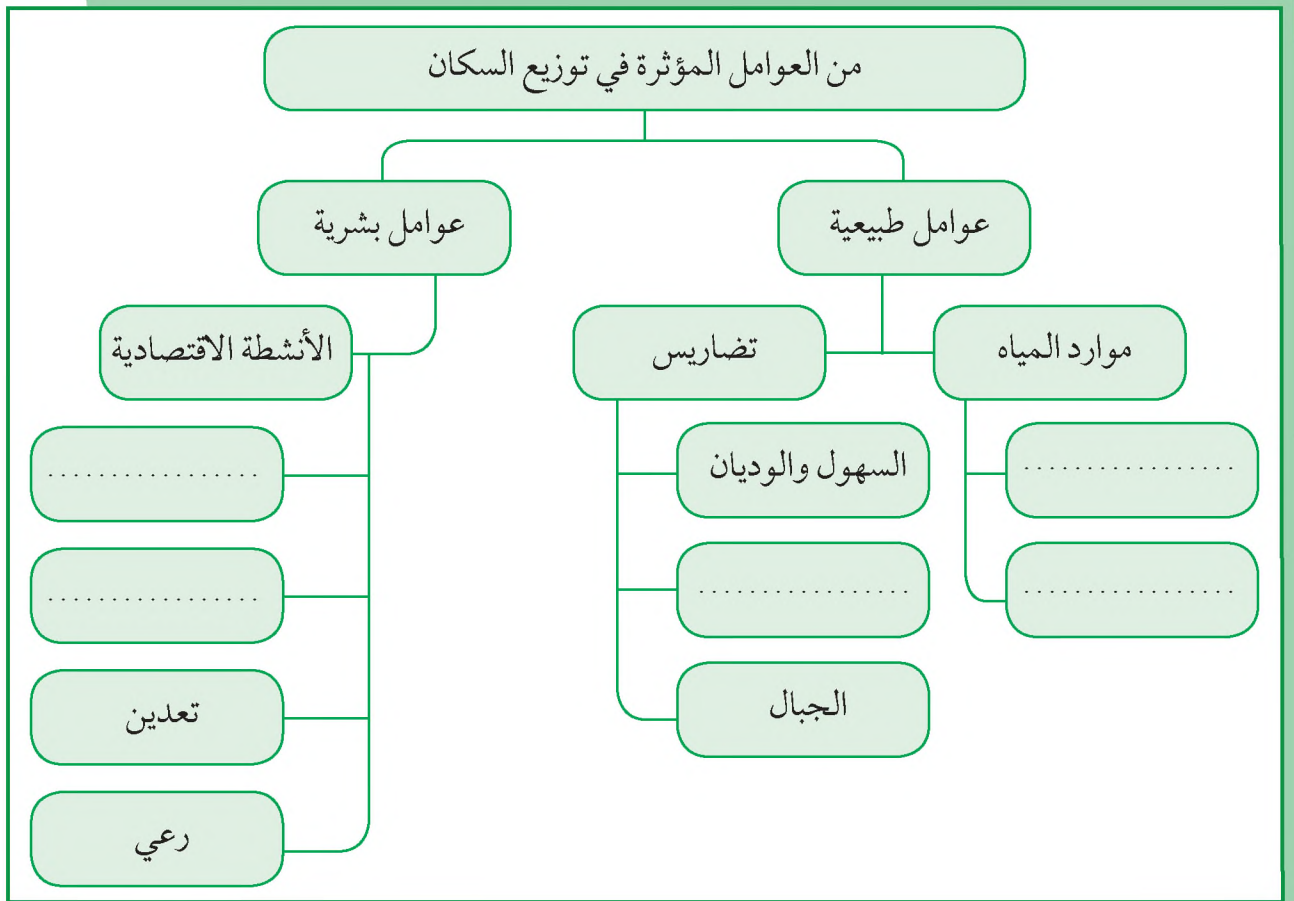 من العوامل المؤثرة في توزيع السكان
عوامل طبيعية
عوامل بشرية
موارد المياه
تضاريس
الأنشطة الاقتصادية
..................
السهول والوديان
..................
..................
..................
..................
الجبال
تعدين
رعي